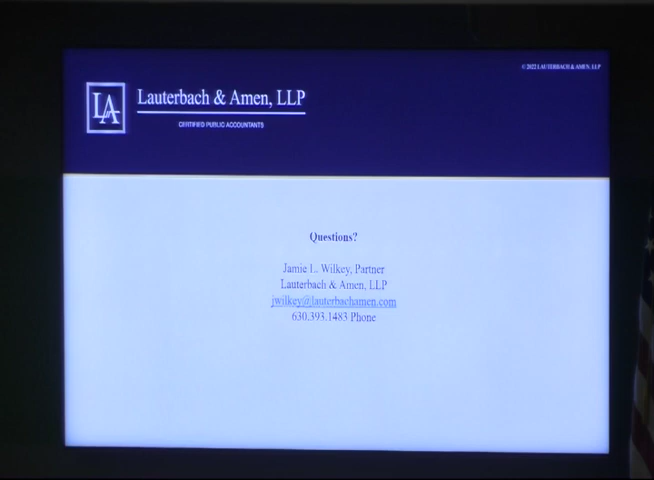 © 2022 LAUTERBACH & AMEN, LLP
LA
Lauterbach & Amen, LLP
CERTIFIED PUBLIC ACCOUNTANTS
Questions?
Jamie L. Wilkey, Partner
Lauterbach & Amen, LLP
jwilkey@lauterbachamen.com
630.393.1483 Phone